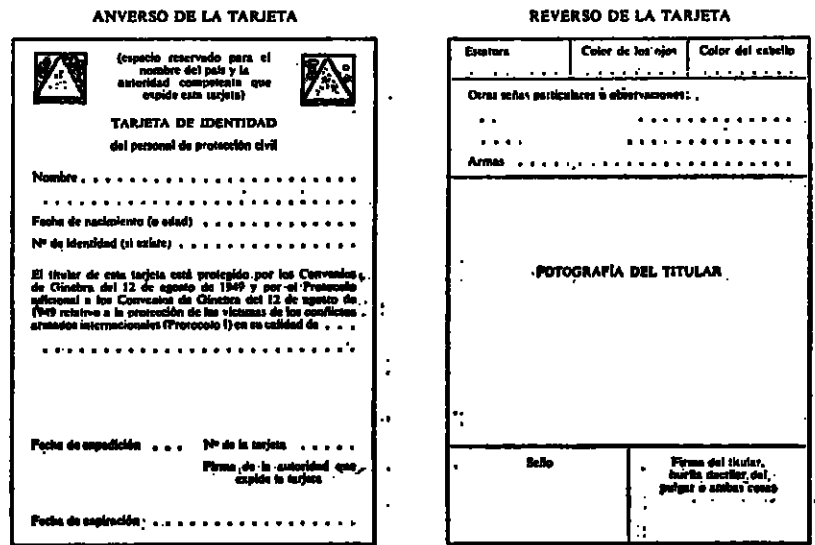 ANVERSO DE LA TARJETA
(espacio reservado para el
nombre del país y la
autoridad competente que
expide esta tarjeta)
TARJETA DE IDENTIDAD
del personal de protección civil
Nombre
Fecha de nacimiento (o edad)
Nº de identidad (si existe)
El titular de esta tarjeta está protegido por los Convenios
de Ginebra del 12 de agosto de 1949 y por el Protocolo
adicional a los Convenios de Ginebra del 12 de agosto de
1949 relativo a la protección de las víctimas de los conflictos
armados internacionales (Protocolo I) en su calidad de
Fecha de expedición
Nº de la tarjeta
Firma de la autoridad que
expide la tarjeta
Fecha de expiración
REVERSO DE LA TARJETA
Estatura
Color de los ojos
Color del cabello
Otras señas particulares u observaciones:
Armas
FOTOGRAFÍA DEL TITULAR
Sello
Firma del titular,
huella dactilar del
pulgar o ambas cosas